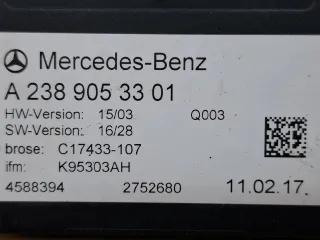 Mercedes-Benz
A 238 905 33 01
HW-Version: 15/03 Q003
SW-Version: 16/28
brose: C17433-107
ifm: K95303AH
4588394 2752680 11.02.17